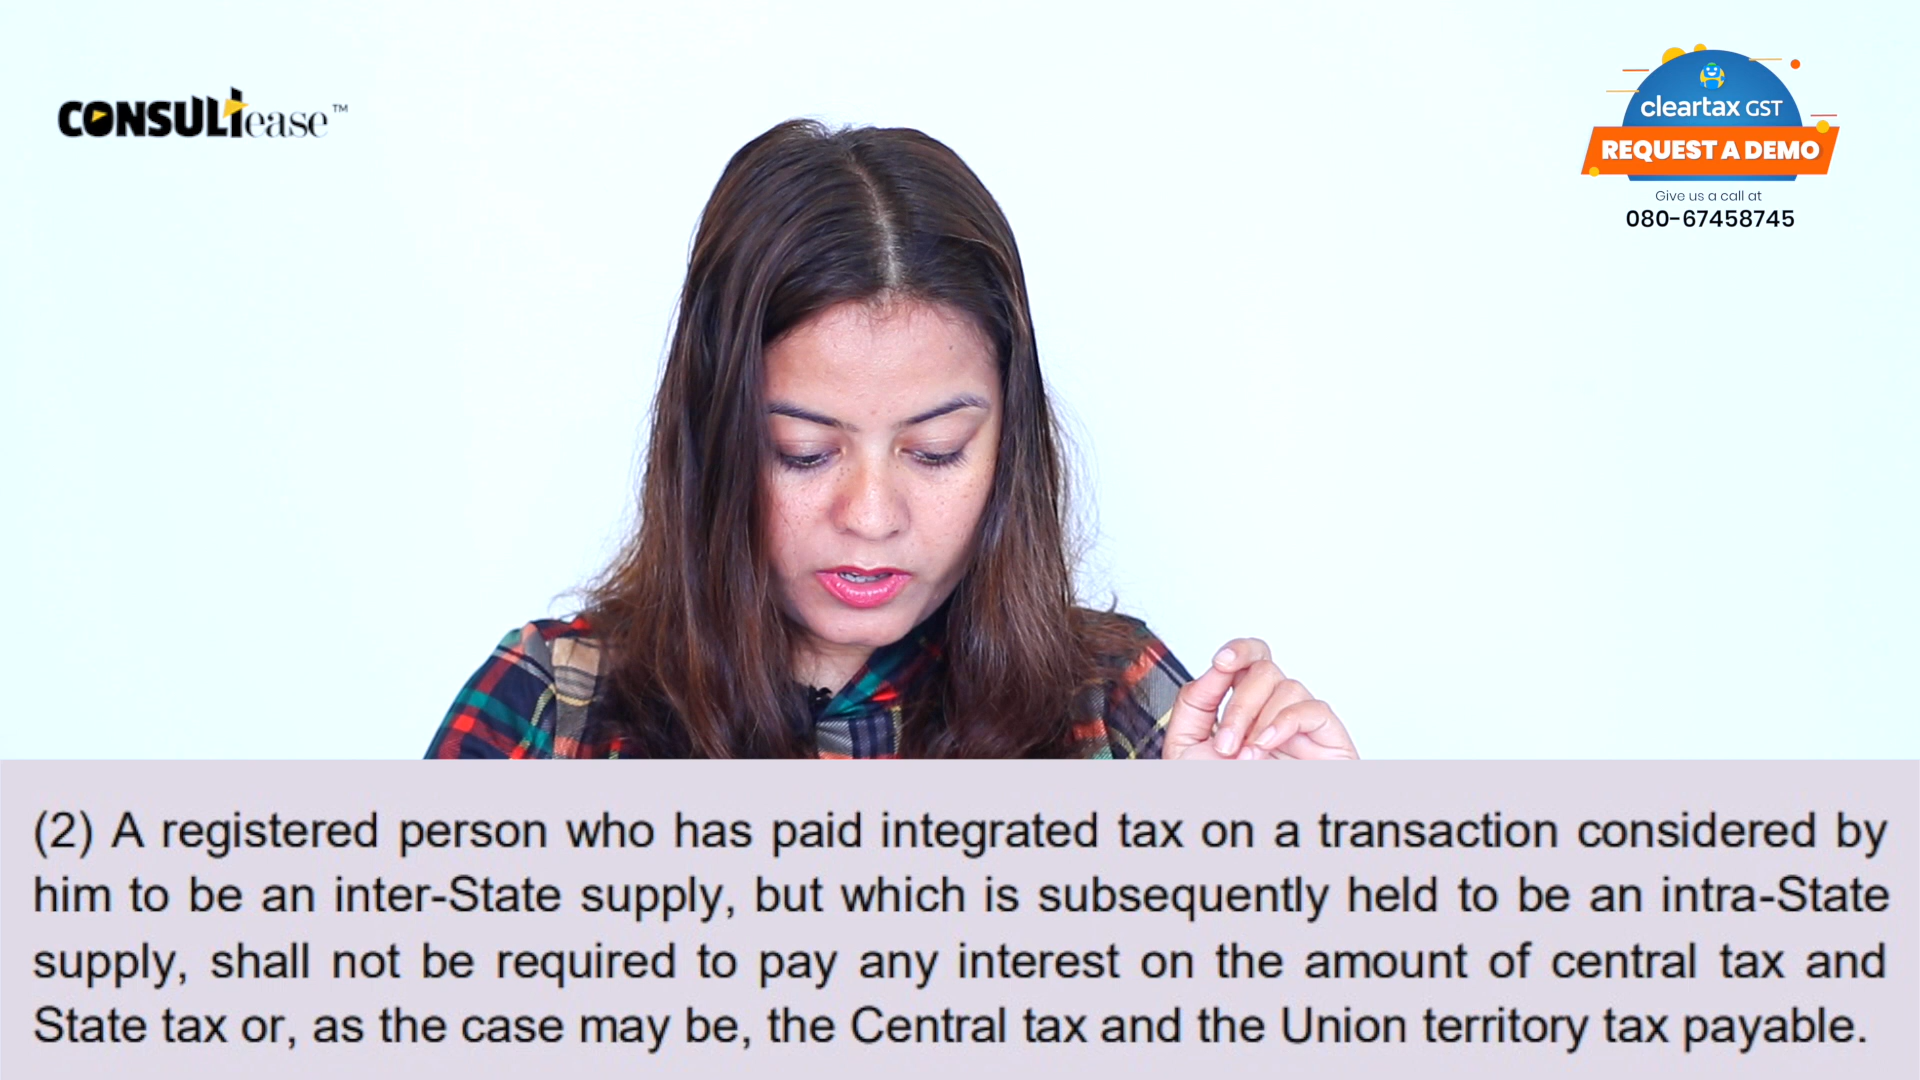 CONSULtease™
cleartax GST
REQUEST A DEMO
Give us a call at
080-67458745
(2) A registered person who has paid integrated tax on a transaction considered by
him to be an inter-State supply, but which is subsequently held to be an intra-State
supply, shall not be required to pay any interest on the amount of central tax and
State tax or, as the case may be, the Central tax and the Union territory tax payable.